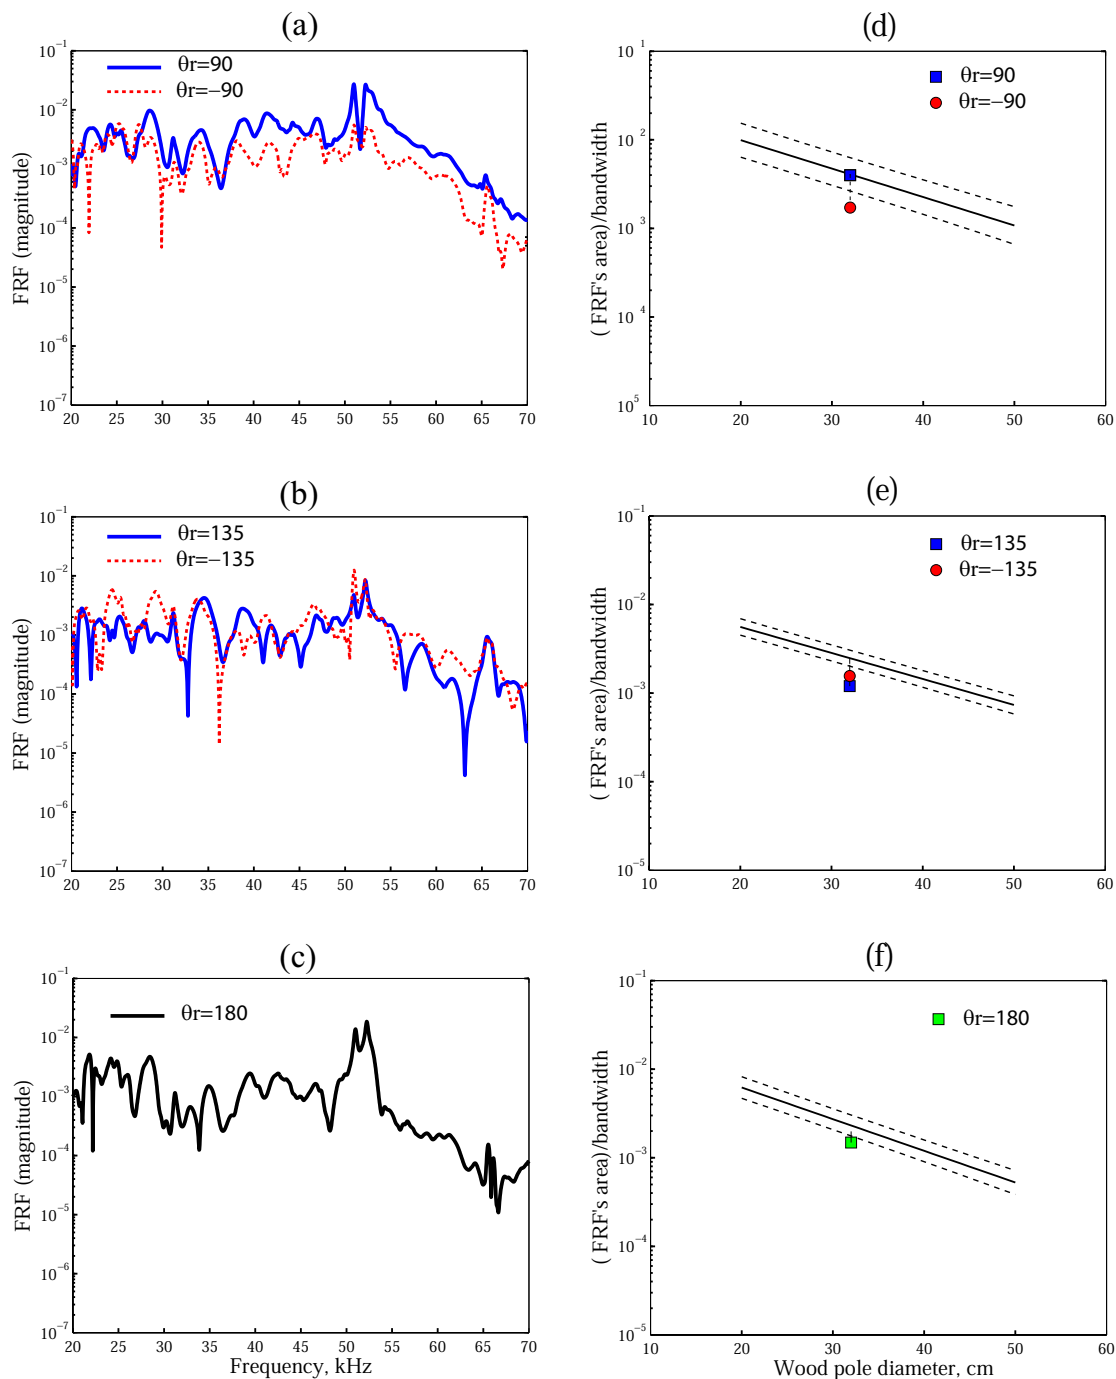 (a)
10⁻¹
10⁻²
10⁻³
10⁻⁴
10⁻⁵
10⁻⁶
10⁻⁷
FRF (magnitude)
θr=90
θr=−90
20 25 30 35 40 45 50 55 60 65 70
(d)
10 ¹
10 ²
10 ³
10 ⁴
10 ⁵
( FRF's area)/bandwidth
θr=90
θr=−90
10 20 30 40 50 60
(b)
10⁻¹
10⁻²
10⁻³
10⁻⁴
10⁻⁵
10⁻⁶
10⁻⁷
FRF (magnitude)
θr=135
θr=−135
20 25 30 35 40 45 50 55 60 65 70
(e)
10⁻¹
10⁻²
10⁻³
10⁻⁴
10⁻⁵
( FRF's area)/bandwidth
θr=135
θr=−135
10 20 30 40 50 60
(c)
10⁻¹
10⁻²
10⁻³
10⁻⁴
10⁻⁵
10⁻⁶
10⁻⁷
FRF (magnitude)
θr=180
20 25 30 35 40 45 50 55 60 65 70
Frequency, kHz
(f)
10⁻¹
10⁻²
10⁻³
10⁻⁴
10⁻⁵
( FRF's area)/bandwidth
θr=180
10 20 30 40 50 60
Wood pole diameter, cm